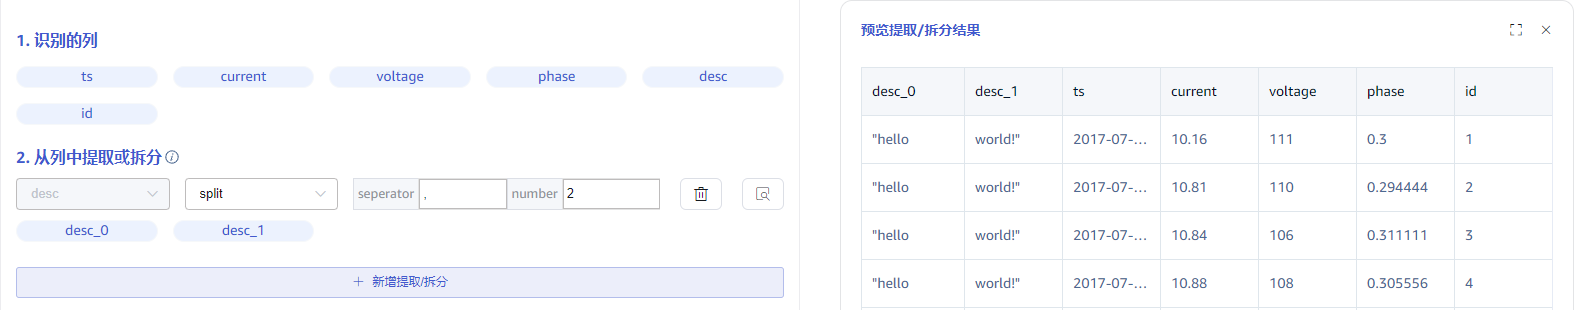 1. 识别的列
ts current voltage phase desc
id
2. 从列中提取或拆分
desc split seperator , number 2
desc_0 desc_1
新增提取/拆分
预览提取/拆分结果
desc_0 desc_1 ts current voltage phase id
"hello world!" 2017-07-... 10.16 111 0.3 1
"hello world!" 2017-07-... 10.81 110 0.294444 2
"hello world!" 2017-07-... 10.84 106 0.311111 3
"hello world!" 2017-07-... 10.88 108 0.305556 4